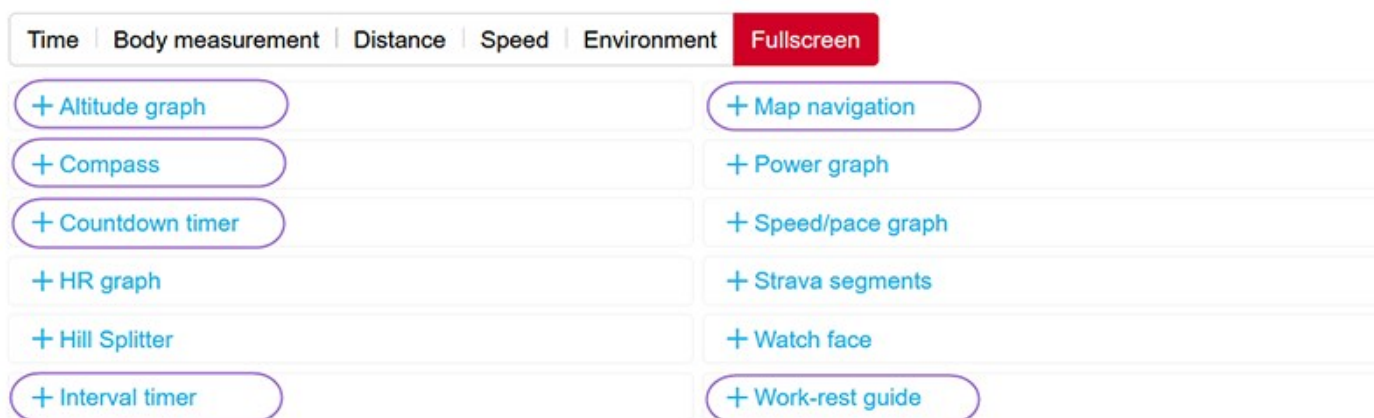 Time Body measurement Distance Speed Environment Fullscreen
+ Altitude graph
+ Compass
+ Countdown timer
+ HR graph
+ Hill Splitter
+ Interval timer
+ Map navigation
+ Power graph
+ Speed/pace graph
+ Strava segments
+ Watch face
+ Work-rest guide